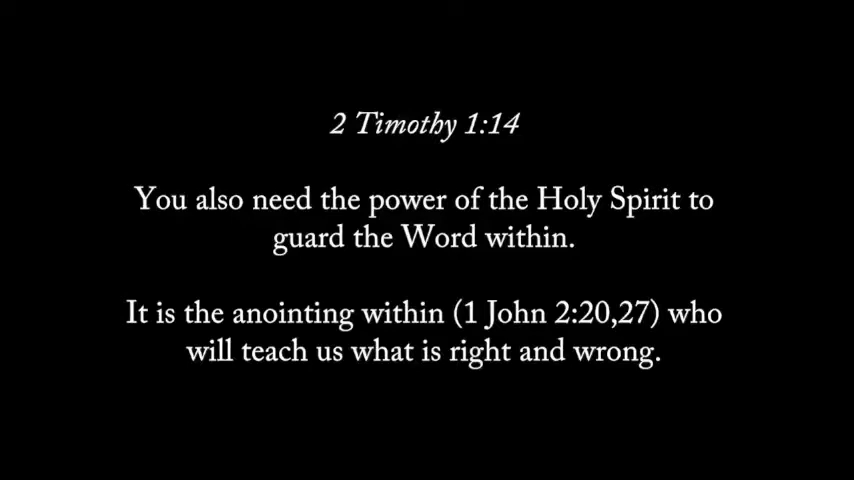 2 Timothy 1:14
You also need the power of the Holy Spirit to
guard the Word within.
It is the anointing within (1 John 2:20,27) who
will teach us what is right and wrong.